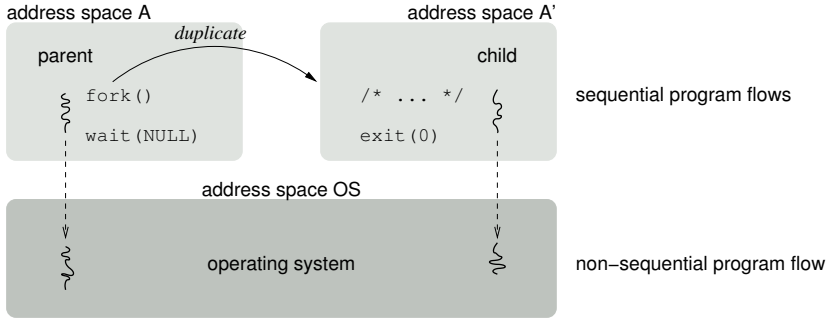 address space A
address space A'
duplicate
parent
child
fork()
/* ... */
sequential program flows
wait(NULL)
exit(0)
address space OS
operating system
non−sequential program flow